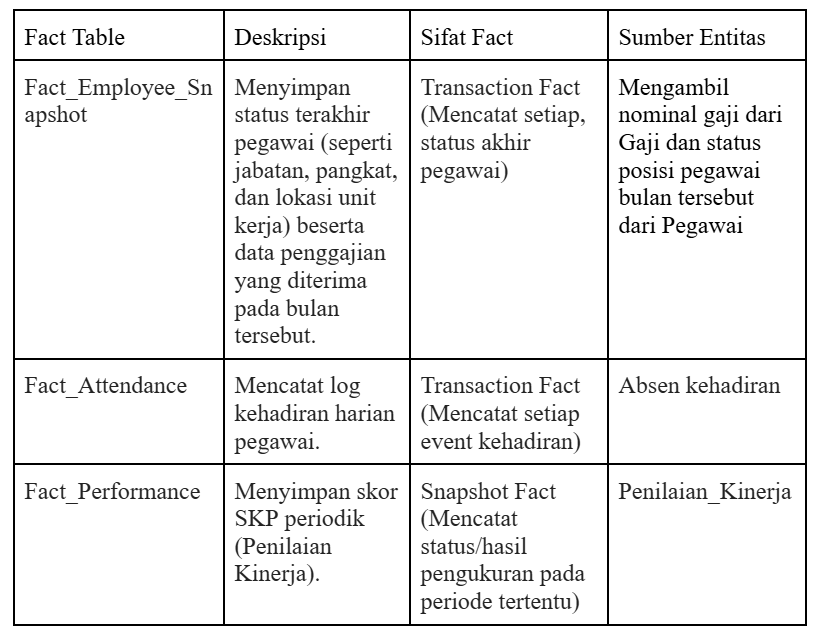 Fact Table
Deskripsi
Sifat Fact
Sumber Entitas
Fact_Employee_Sn
apshot
Menyimpan
status terakhir
pegawai (seperti
jabatan, pangkat,
dan lokasi unit
kerja) beserta
data penggajian
yang diterima
pada bulan
tersebut.
Transaction Fact
(Mencatat setiap,
status akhir
pegawai)
Mengambil
nominal gaji dari
Gaji dan status
posisi pegawai
bulan tersebut
dari Pegawai
Fact_Attendance
Mencatat log
kehadiran harian
pegawai.
Transaction Fact
(Mencatat setiap
event kehadiran)
Absen kehadiran
Fact_Performance
Menyimpan skor
SKP periodik
(Penilaian
Kinerja).
Snapshot Fact
(Mencatat
status/hasil
pengukuran pada
periode tertentu)
Penilaian_Kinerja